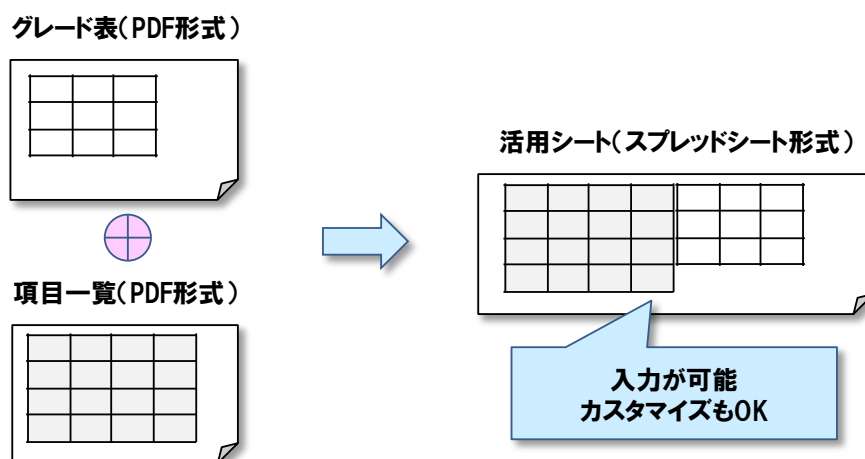 グレード表(PDF形式)
項目一覧(PDF形式)
活用シート(スプレッドシート形式)
入力が可能
カスタマイズもOK